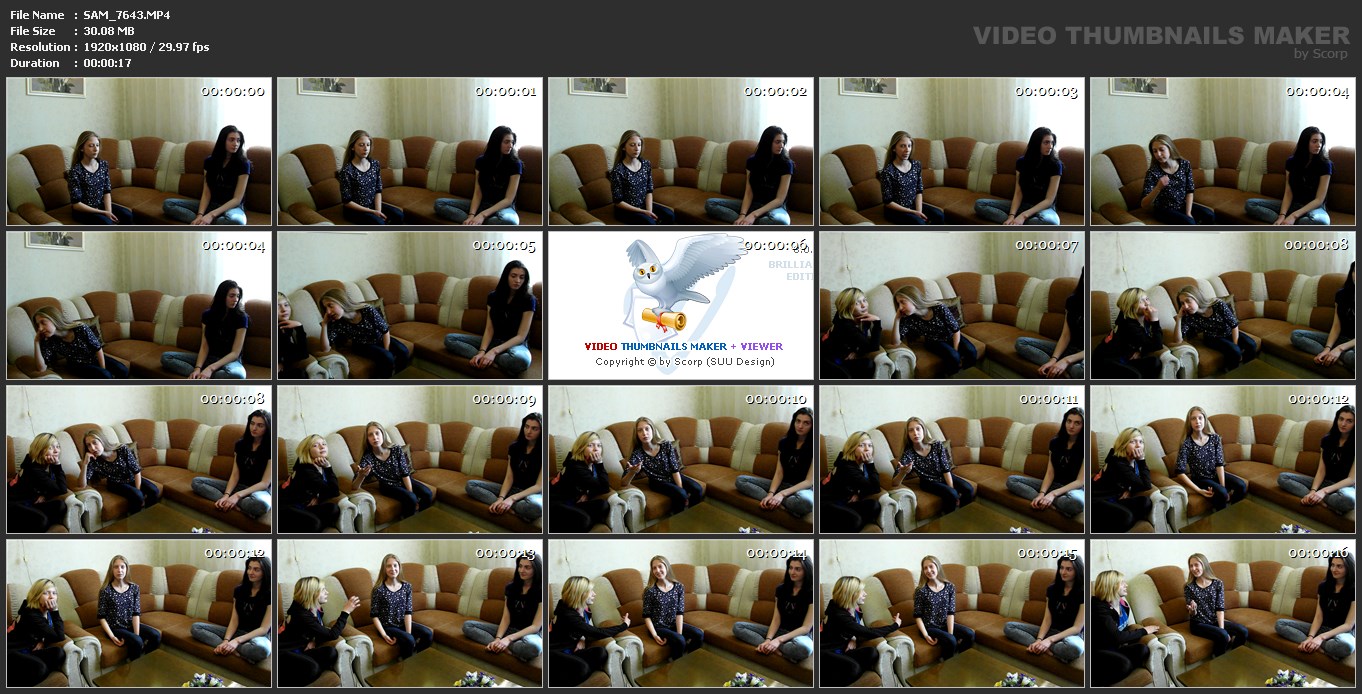 File Name : SAM_7643.MP4
File Size : 30.08 MB
Resolution : 1920x1080 / 29.97 fps
Duration : 00:00:17
VIDEO THUMBNAILS MAKER
by Scorp
00:00:00
00:00:01
00:00:02
00:00:03
00:00:04
00:00:04
00:00:05
00:00:06
BRILLIA
EDIT
VIDEO THUMBNAILS MAKER + VIEWER
Copyright © by Scorp (SUU Design)
00:00:07
00:00:08
00:00:08
00:00:09
00:00:10
00:00:11
00:00:12
00:00:12
00:00:13
00:00:14
00:00:15
00:00:16